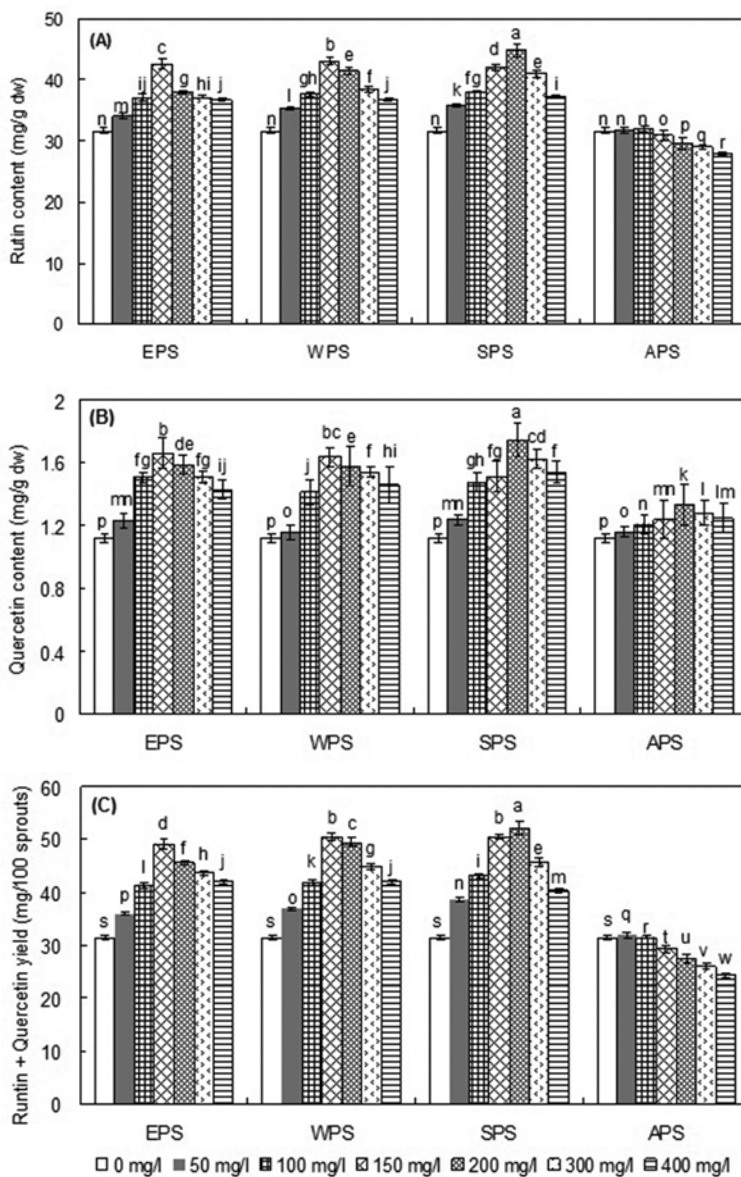 (A)
Rutin content (mg/g dw)
50
40
30
20
10
0
n m ij c g hi j
n l gh b e f j
n k fg d a e i
n n n o p q r
EPS WPS SPS APS
(B)
Quercetin content (mg/g dw)
2
1.6
1.2
0.8
0.4
0
p mn fg b de fg ij
p o j bc e f hi
p mn gh fg a cd f
p o n mn k l lm
EPS WPS SPS APS
(C)
Runtin + Quercetin yield (mg/100 sprouts)
60
50
40
30
20
10
0
s p l d f h j
s o k b c g j
s n i b a e m
s q r t u v w
EPS WPS SPS APS
0 mg/l 50 mg/l 100 mg/l 150 mg/l 200 mg/l 300 mg/l 400 mg/l